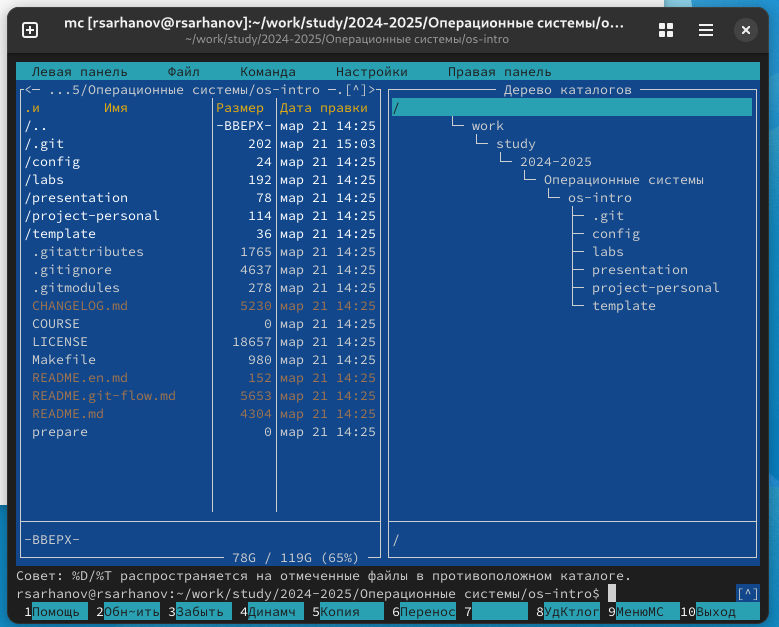 mc [rsarhanov@rsarhanov]:~/work/study/2024-2025/Операционные системы/о…
~/work/study/2024-2025/Операционные системы/os-intro
Левая панель Файл Команда Настройки Правая панель
<— ...5/Операционные системы/os-intro —.[^]>
.и Имя Размер Дата правки
/.. -ВВЕРХ- мар 21 14:25
/.git 202 мар 21 15:03
/config 24 мар 21 14:25
/labs 192 мар 21 14:25
/presentation 78 мар 21 14:25
/project-personal 114 мар 21 14:25
/template 36 мар 21 14:25
.gitattributes 1765 мар 21 14:25
.gitignore 4637 мар 21 14:25
.gitmodules 278 мар 21 14:25
CHANGELOG.md 5230 мар 21 14:25
COURSE 0 мар 21 14:25
LICENSE 18657 мар 21 14:25
Makefile 980 мар 21 14:25
README.en.md 152 мар 21 14:25
README.git-flow.md 5653 мар 21 14:25
README.md 4304 мар 21 14:25
prepare 0 мар 21 14:25
-ВВЕРХ-
78G / 119G (65%)
Дерево каталогов
/
work
study
2024-2025
Операционные системы
os-intro
.git
config
labs
presentation
project-personal
template
/
Совет: %D/%T распространяется на отмеченные файлы в противоположном каталоге.
rsarhanov@rsarhanov:~/work/study/2024-2025/Операционные системы/os-intro$ [^]
1Помощь 2Обн~ить 3Забыть 4Динамч 5Копия 6Перенос 7 8УдКтлог 9МенюМС 10Выход